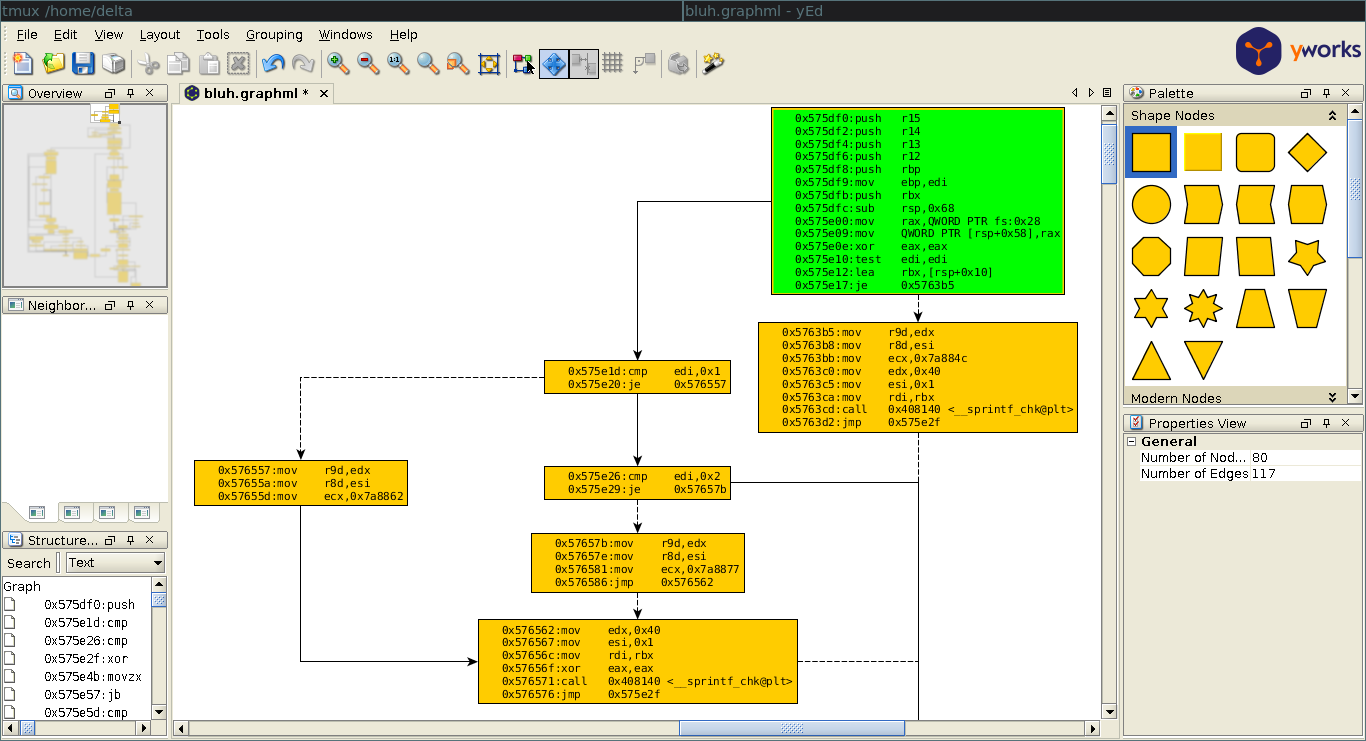 tmux /home/delta
bluh.graphml - yEd
File Edit View Layout Tools Grouping Windows Help
1:1
yworks
Overview
bluh.graphml *
Palette
Shape Nodes
Neighbor...
Modern Nodes
Properties View
General
Number of Nod... 80
Number of Edges 117
Structure...
Search Text
Graph
0x575df0:push
0x575e1d:cmp
0x575e26:cmp
0x575e2f:xor
0x575e4b:movzx
0x575e57:jb
0x575e5d:cmp
0x575df0:push r15
0x575df2:push r14
0x575df4:push r13
0x575df6:push r12
0x575df8:push rbp
0x575df9:mov ebp,edi
0x575dfb:push rbx
0x575dfc:sub rsp,0x68
0x575e00:mov rax,QWORD PTR fs:0x28
0x575e09:mov QWORD PTR [rsp+0x58],rax
0x575e0e:xor eax,eax
0x575e10:test edi,edi
0x575e12:lea rbx,[rsp+0x10]
0x575e17:je 0x5763b5
0x5763b5:mov r9d,edx
0x5763b8:mov r8d,esi
0x5763bb:mov ecx,0x7a884c
0x5763c0:mov edx,0x40
0x5763c5:mov esi,0x1
0x5763ca:mov rdi,rbx
0x5763cd:call 0x408140 <__sprintf_chk@plt>
0x5763d2:jmp 0x575e2f
0x575e1d:cmp edi,0x1
0x575e20:je 0x576557
0x576557:mov r9d,edx
0x57655a:mov r8d,esi
0x57655d:mov ecx,0x7a8862
0x575e26:cmp edi,0x2
0x575e29:je 0x57657b
0x57657b:mov r9d,edx
0x57657e:mov r8d,esi
0x576581:mov ecx,0x7a8877
0x576586:jmp 0x576562
0x576562:mov edx,0x40
0x576567:mov esi,0x1
0x57656c:mov rdi,rbx
0x57656f:xor eax,eax
0x576571:call 0x408140 <__sprintf_chk@plt>
0x576576:jmp 0x575e2f